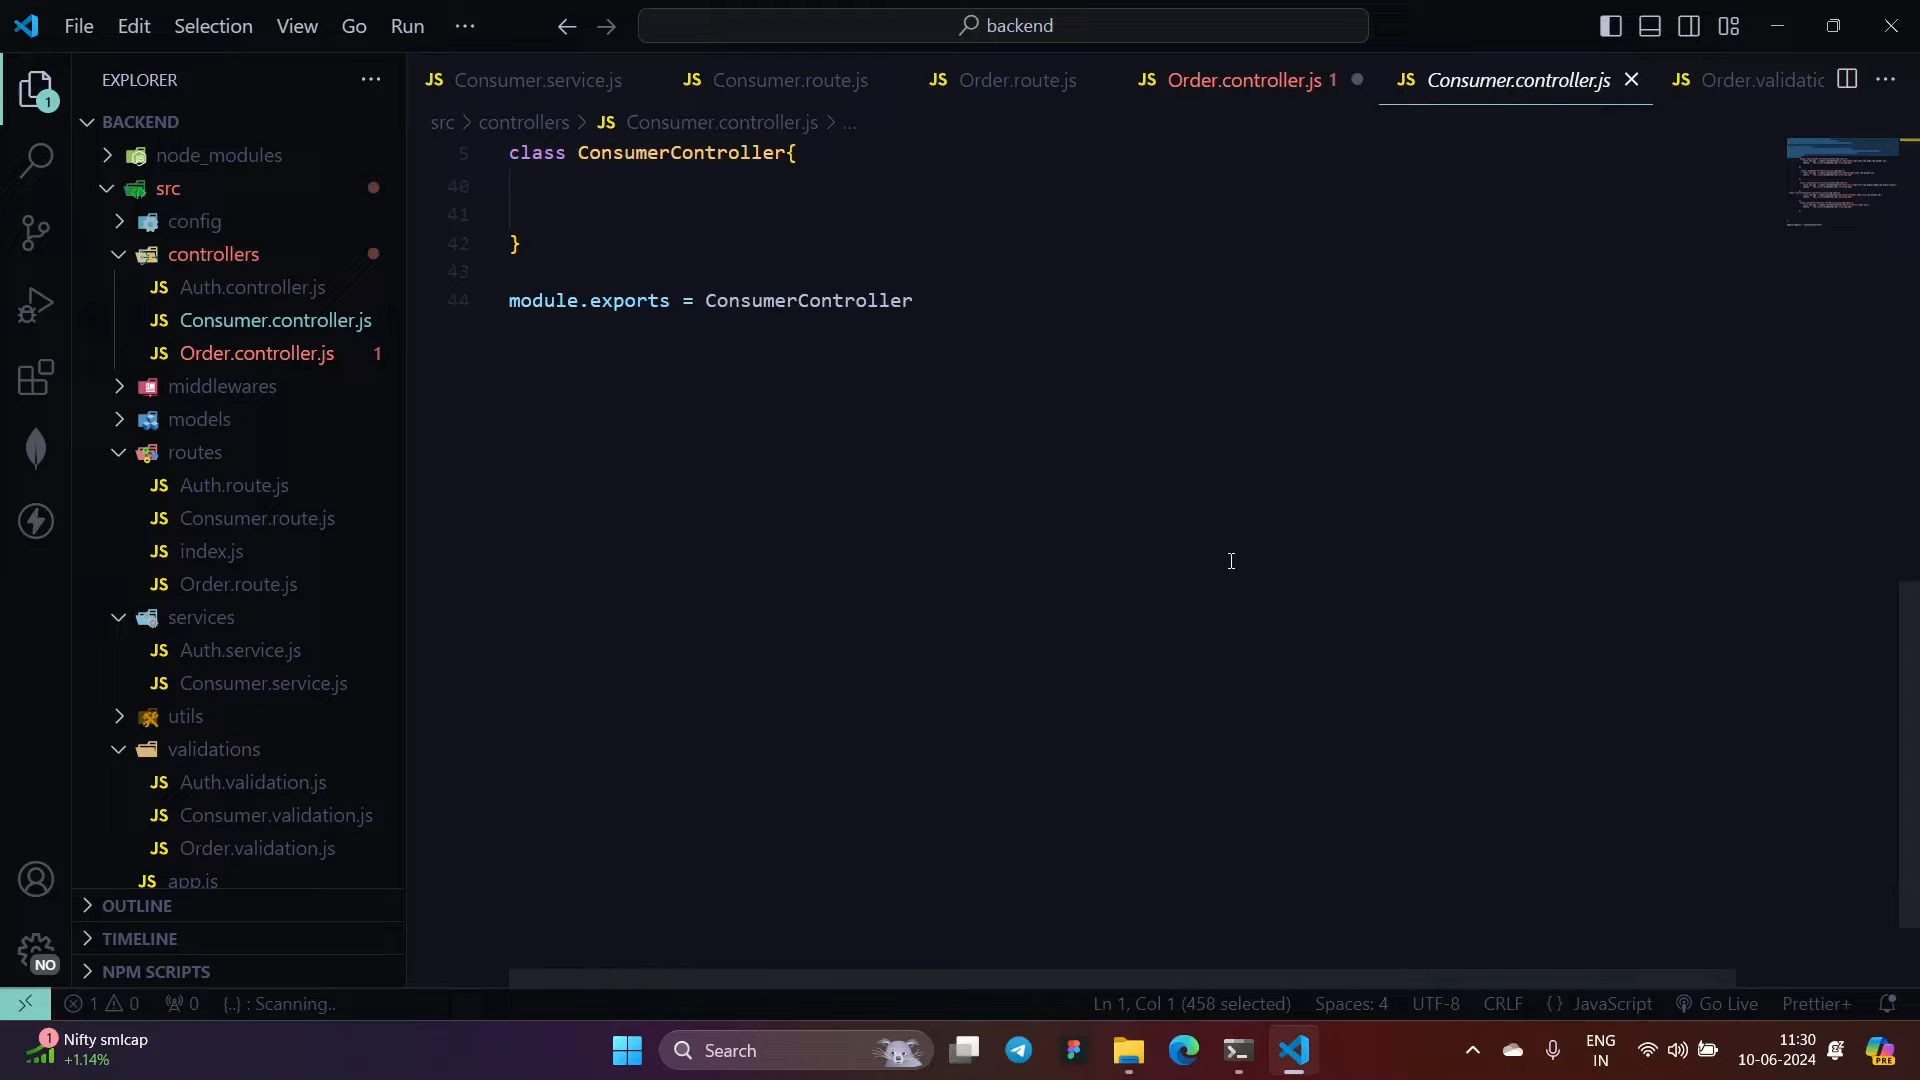 File Edit Selection View Go Run ···
backend
EXPLORER ···
BACKEND
node_modules
src
config
controllers
JS Auth.controller.js
JS Consumer.controller.js
JS Order.controller.js 1
middlewares
models
routes
JS Auth.route.js
JS Consumer.route.js
JS index.js
JS Order.route.js
services
JS Auth.service.js
JS Consumer.service.js
utils
validations
JS Auth.validation.js
JS Consumer.validation.js
JS Order.validation.js
JS app.js
OUTLINE
TIMELINE
NPM SCRIPTS
1
NO
JS Consumer.service.js JS Consumer.route.js JS Order.route.js JS Order.controller.js 1 JS Consumer.controller.js JS Order.validatic ···
src > controllers > JS Consumer.controller.js > ...
5 class ConsumerController{
40
41
42 }
43
44 module.exports = ConsumerController
1 0 0 {..} : Scanning.. Ln 1, Col 1 (458 selected) Spaces: 4 UTF-8 CRLF {} JavaScript Go Live Prettier+
1 Nifty smlcap
+1.14%
Search
ENG
IN
11:30
10-06-2024
PRE